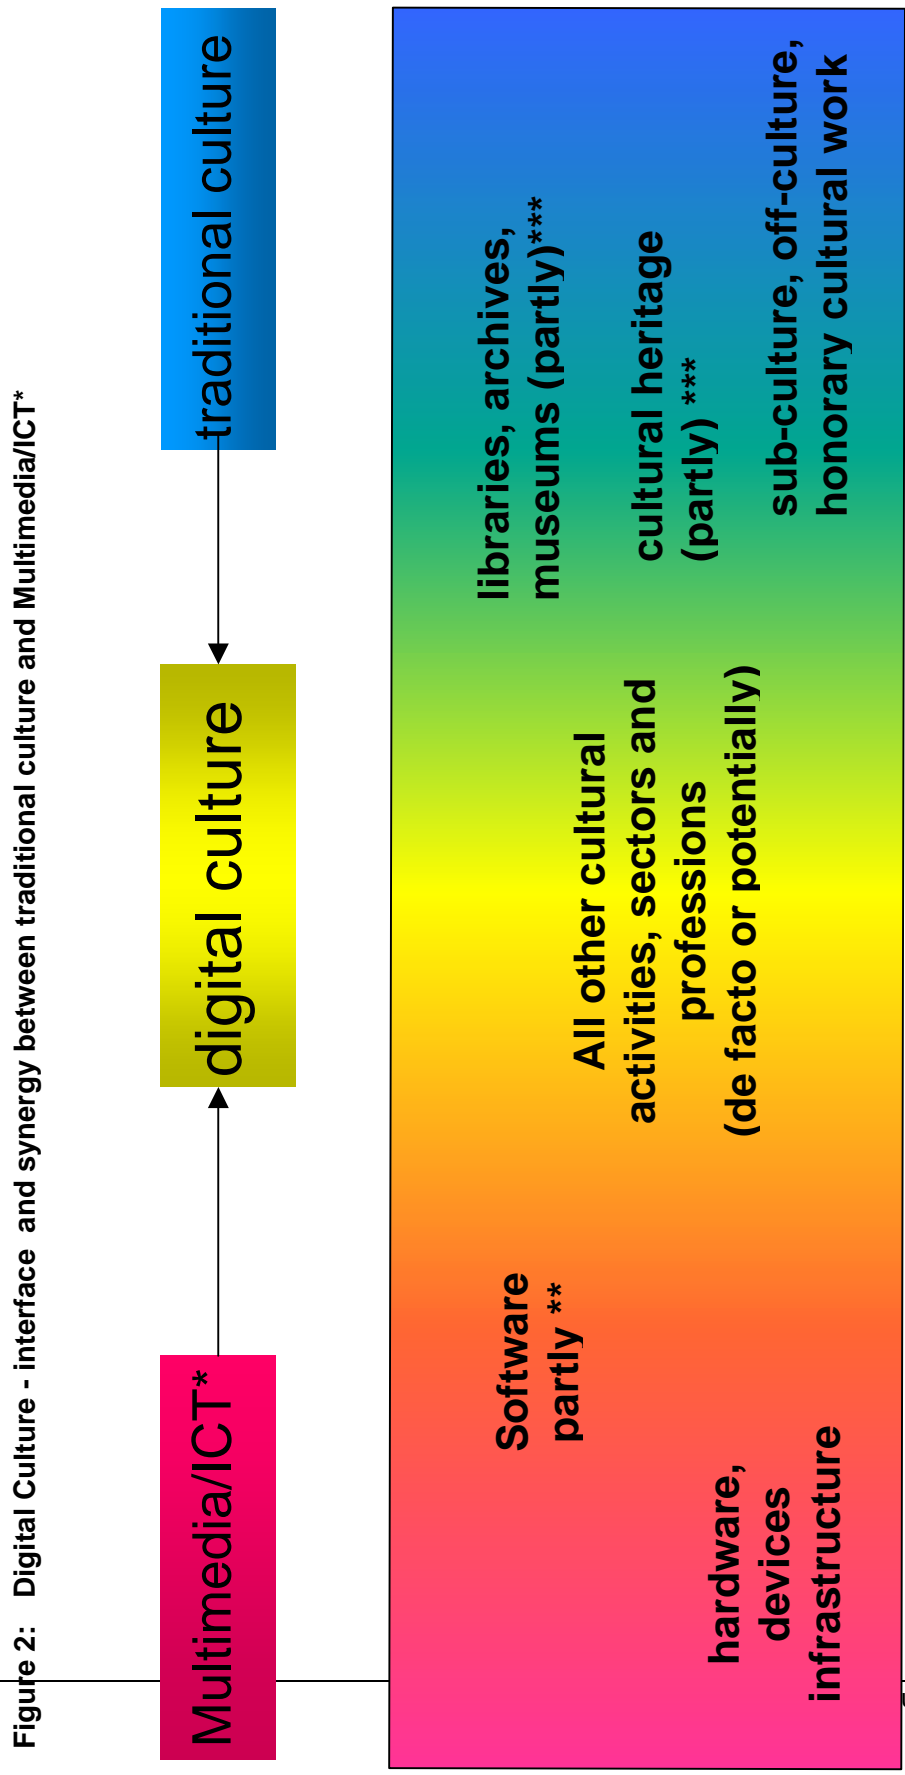 Figure 2: Digital Culture - interface and synergy between traditional culture and Multimedia/ICT*
Multimedia/ICT*
digital culture
traditional culture
Software
partly **
hardware,
devices
infrastructure
All other cultural
activities, sectors and
professions
(de facto or potentially)
libraries, archives,
museums (partly)***
cultural heritage
(partly) ***
sub-culture, off-culture,
honorary cultural work